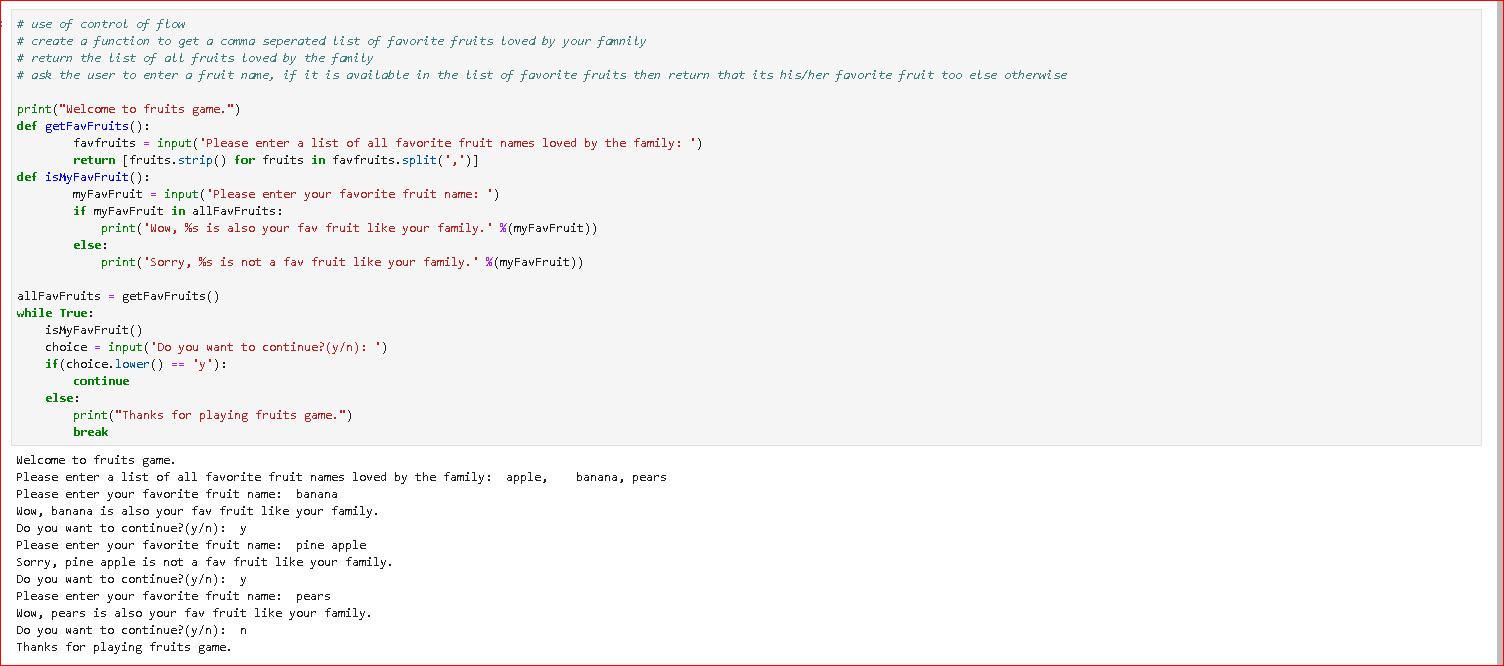 # use of control of flow
# create a function to get a comma seperated list of favorite fruits loved by your famnily
# return the list of all fruits loved by the family
# ask the user to enter a fruit name, if it is available in the list of favorite fruits then return that its his/her favorite fruit too else otherwise
print("Welcome to fruits game.")
def getFavFruits():
        favfruits = input('Please enter a list of all favorite fruit names loved by the family: ')
        return [fruits.strip() for fruits in favfruits.split(',')]
def isMyFavFruit():
        myFavFruit = input('Please enter your favorite fruit name: ')
        if myFavFruit in allFavFruits:
            print('Wow, %s is also your fav fruit like your family.' %(myFavFruit))
        else:
            print('Sorry, %s is not a fav fruit like your family.' %(myFavFruit))
allFavFruits = getFavFruits()
while True:
    isMyFavFruit()
    choice = input('Do you want to continue?(y/n): ')
    if(choice.lower() == 'y'):
        continue
    else:
        print("Thanks for playing fruits game.")
        break
Welcome to fruits game.
Please enter a list of all favorite fruit names loved by the family:  apple,    banana, pears
Please enter your favorite fruit name:  banana
Wow, banana is also your fav fruit like your family.
Do you want to continue?(y/n):  y
Please enter your favorite fruit name:  pine apple
Sorry, pine apple is not a fav fruit like your family.
Do you want to continue?(y/n):  y
Please enter your favorite fruit name:  pears
Wow, pears is also your fav fruit like your family.
Do you want to continue?(y/n):  n
Thanks for playing fruits game.